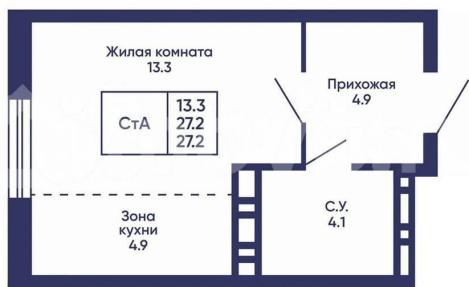 Жилая комната
13.3
Прихожая
4.9
СтА
13.3
27.2
27.2
Зона
кухни
4.9
С.У.
4.1